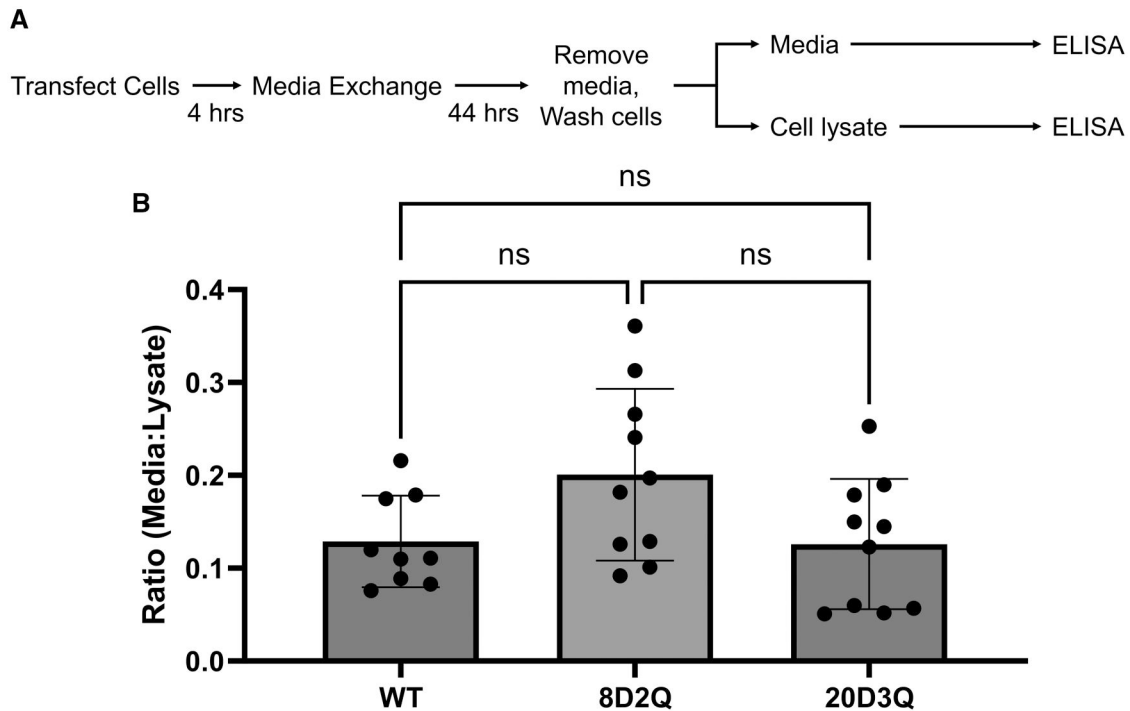 A
Transfect Cells
4 hrs
Media Exchange
44 hrs
Remove
media,
Wash cells
Media
ELISA
Cell lysate
ELISA
B
ns
ns
ns
Ratio (Media:Lysate)
0.4
0.3
0.2
0.1
0.0
WT
8D2Q
20D3Q